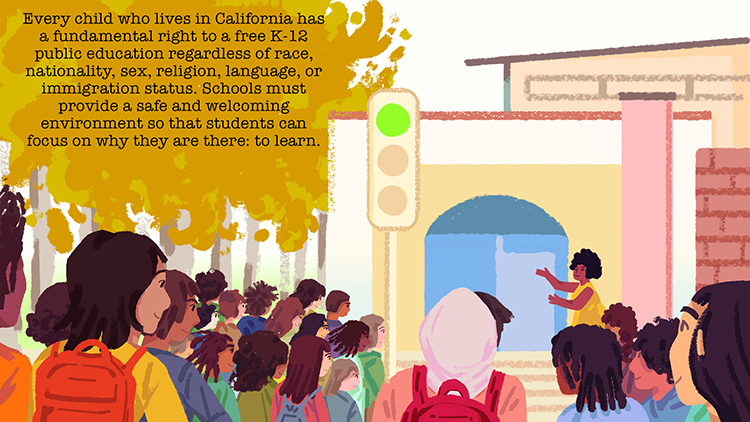 Every child who lives in California has
a fundamental right to a free K-12
public education regardless of race,
nationality, sex, religion, language, or
immigration status. Schools must
provide a safe and welcoming
environment so that students can
focus on why they are there: to learn.